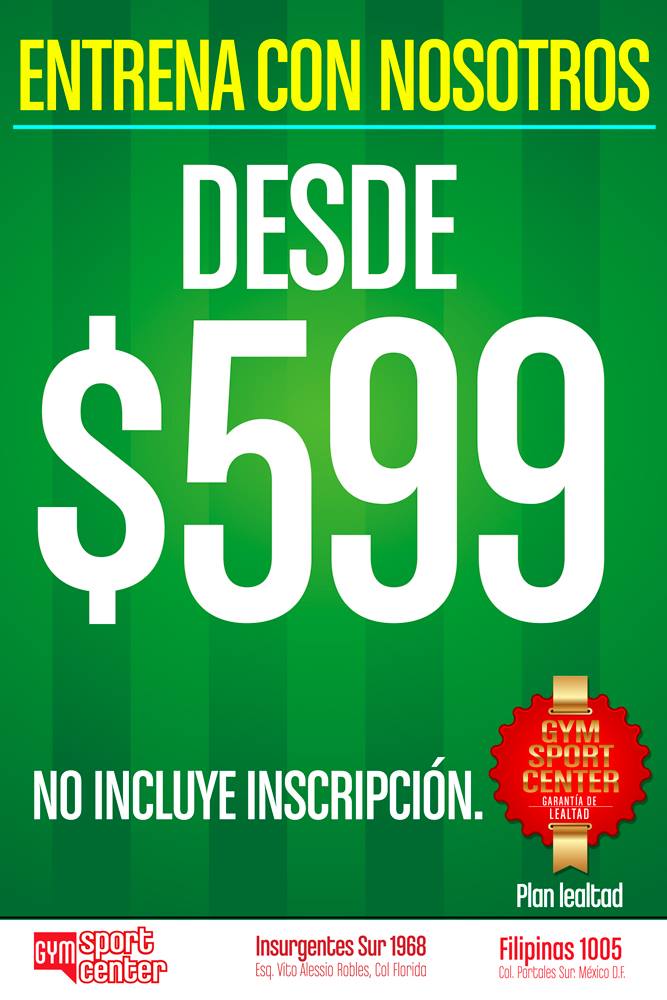 ENTRENA CON NOSOTROS
DESDE
$599
NO INCLUYE INSCRIPCIÓN.
GYM
SPORT
CENTER
GARANTÍA DE
LEALTAD
Plan lealtad
GYM sport
center
Insurgentes Sur 1968
Esq. Vito Alessio Robles, Col Florida
Filipinas 1005
Col. Portales Sur. México D.F.